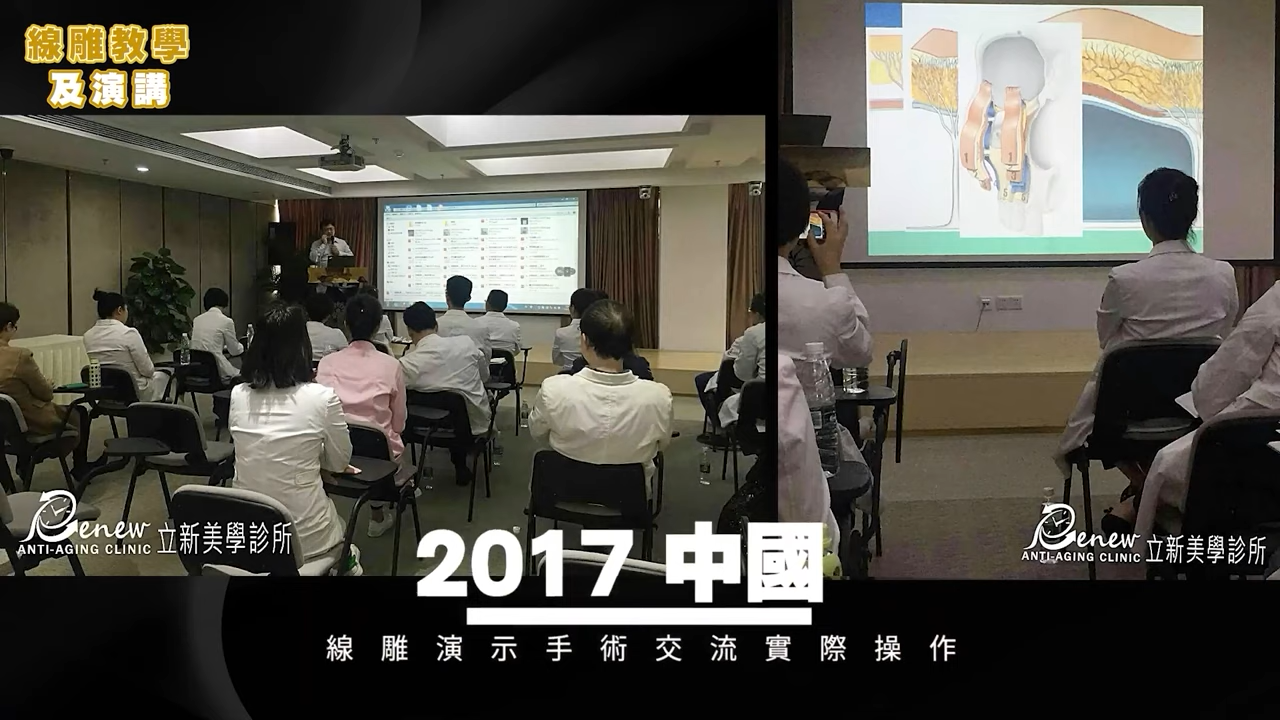 線雕教學
及演講
Renew
ANTI-AGING CLINIC 立新美學診所
Renew
ANTI-AGING CLINIC 立新美學診所
2017 中國
線雕演示手術交流實際操作